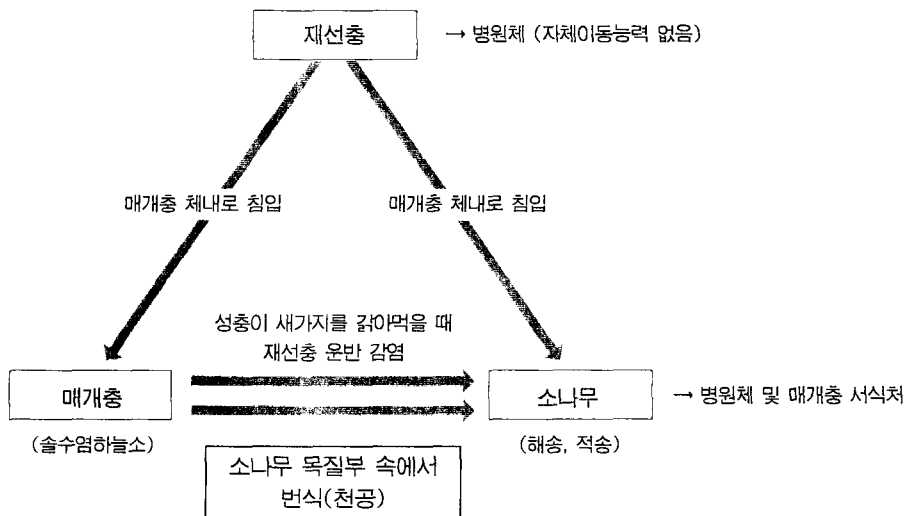 재선충
→ 병원체 (자체이동능력 없음)
매개충 체내로 침입
매개충 체내로 침입
성충이 새가지를 갉아먹을 때
재선충 운반 감염
매개충
소나무
→ 병원체 및 매개충 서식처
(솔수염하늘소)
(해송, 적송)
소나무 목질부 속에서
번식(천공)